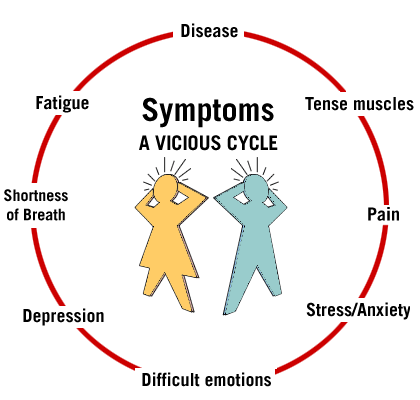 Disease
Tense muscles
Pain
Stress/Anxiety
Difficult emotions
Depression
Shortness
of Breath
Fatigue
Symptoms
A VICIOUS CYCLE